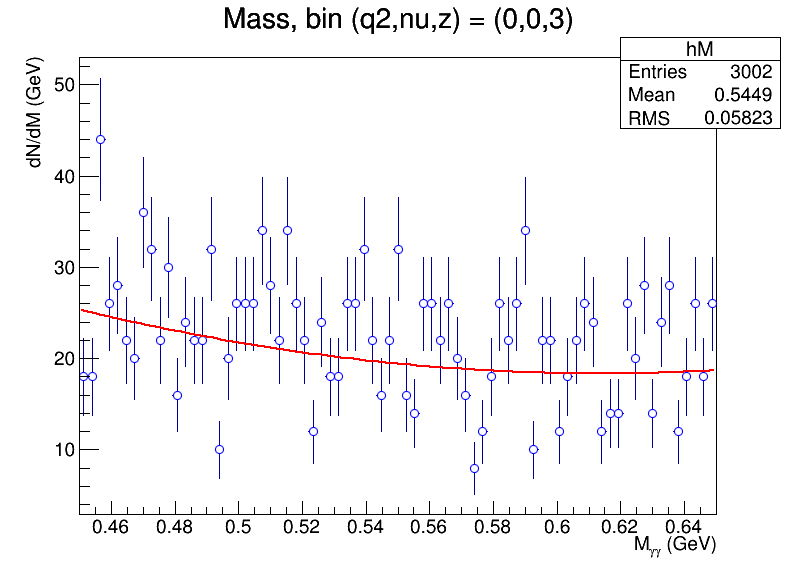 Mass, bin (q2,nu,z) = (0,0,3)
hM
Entries 3002
Mean 0.5449
RMS 0.05823
dN/dM (GeV)
50
40
30
20
10
0.46 0.48 0.5 0.52 0.54 0.56 0.58 0.6 0.62 0.64
Mγγ (GeV)